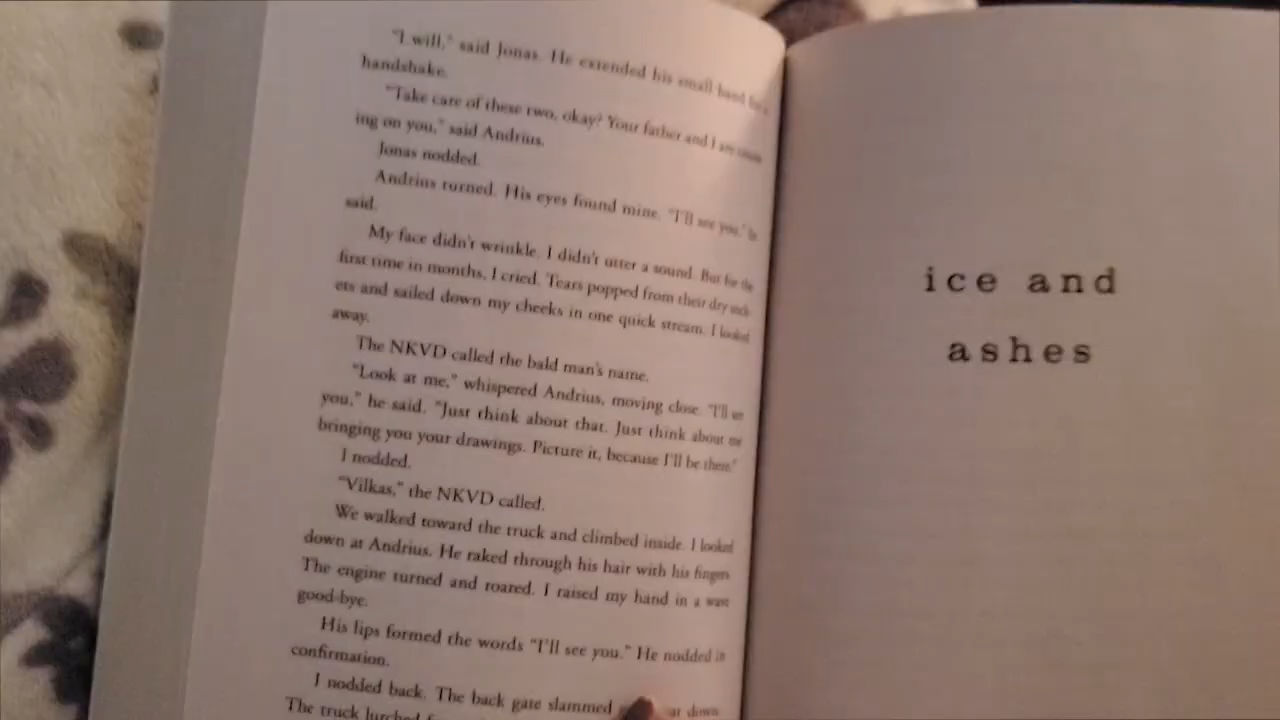 "I will," said Jonas. He extended his small hand for a
handshake.
"Take care of these two, okay? Your father and I are
ing on you," said Andrius.
Jonas nodded.
Andrius turned. His eyes found mine. "I'll see you," he
said.
My face didn't wrinkle. I didn't utter a sound. But for the
first time in months, I cried. Tears popped from their dry sock-
ets and sailed down my cheeks in one quick stream. I looked
away.
The NKVD called the bald man's name.
"Look at me," whispered Andrius, moving close. "I'll see
you," he said. "Just think about that. Just think about me
bringing you your drawings. Picture it, because I'll be there."
I nodded.
"Vilkas," the NKVD called.
We walked toward the truck and climbed inside. I looked
down at Andrius. He raked through his hair with his fingers.
The engine turned and roared. I raised my hand in a wave
good-bye.
His lips formed the words "I'll see you." He nodded in
confirmation.
I nodded back. The back gate slammed at down
The truck lurched
ice and
ashes